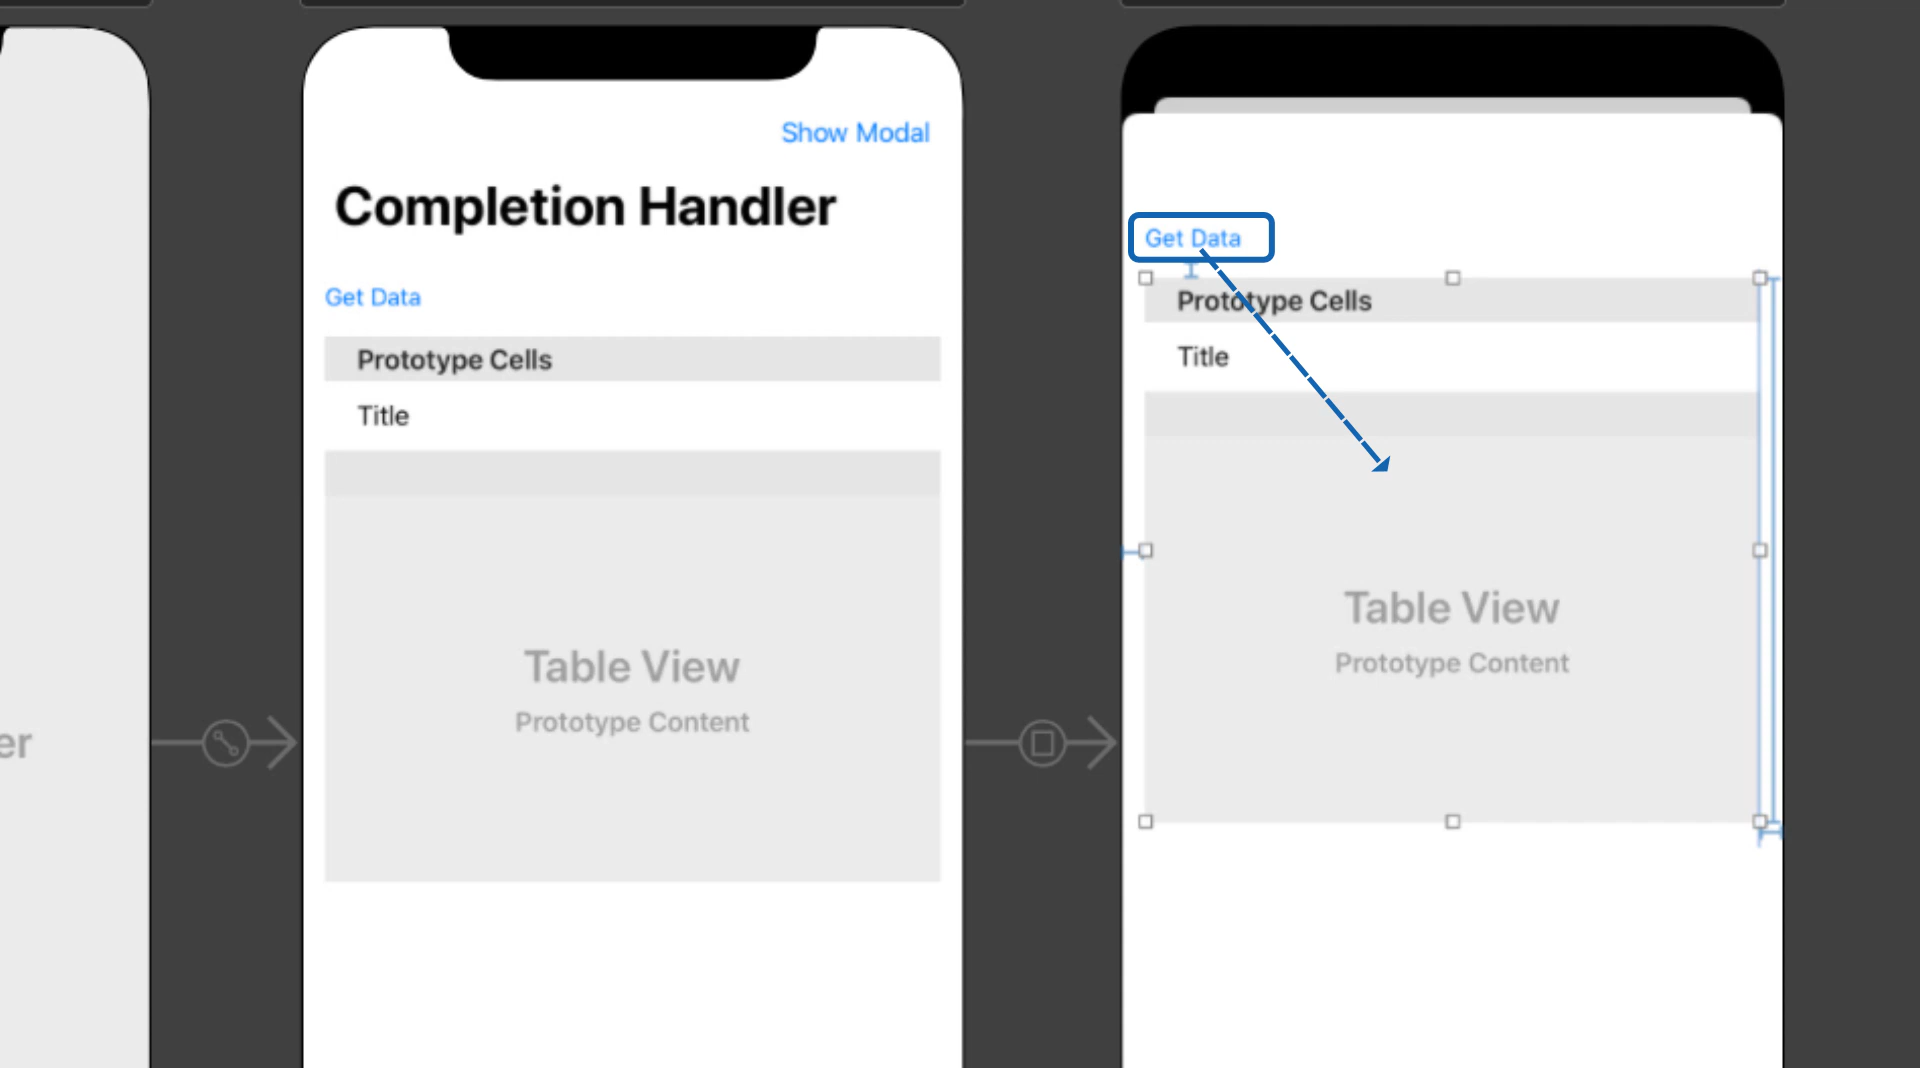 er
Show Modal
Completion Handler
Get Data
Prototype Cells
Title
Table View
Prototype Content
Get Data
Prototype Cells
Title
Table View
Prototype Content